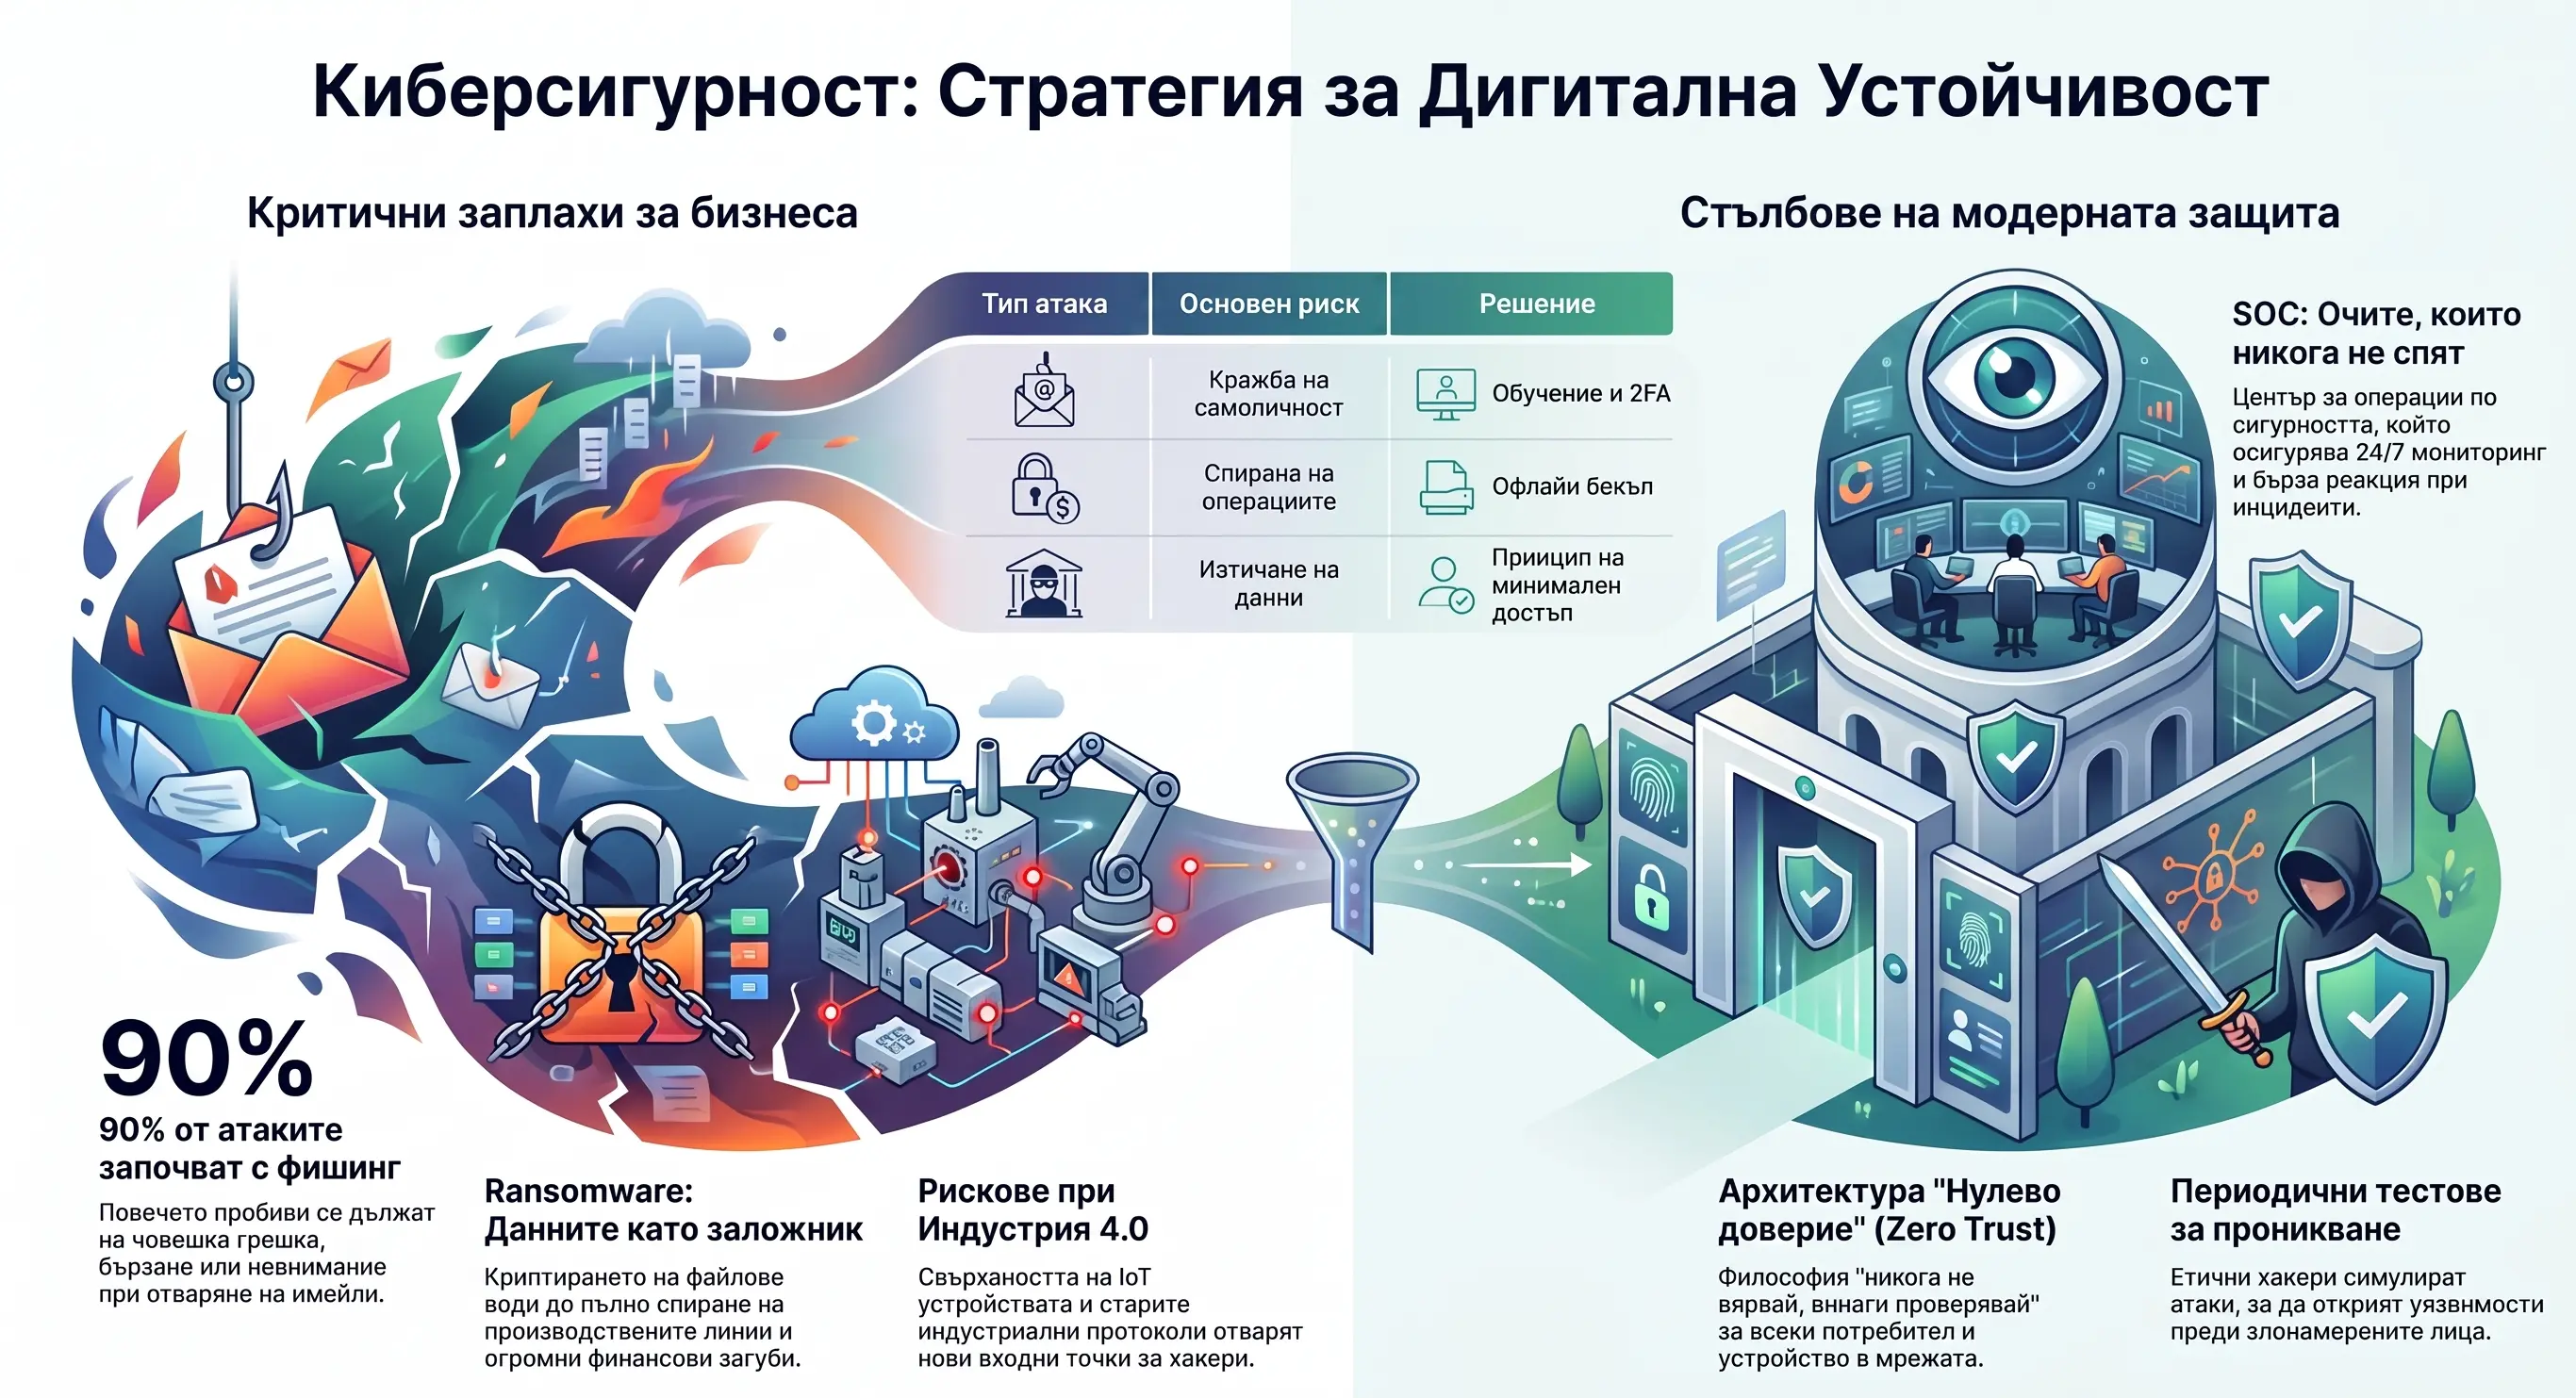 Киберсигурност: Стратегия за Дигитална Устойчивост
Критични заплахи за бизнеса
Тип атака
Основен риск
Решение
@
Кражба на
самоличност
Обучение и 2FA
$
Спирана на
операциите
Офлайи бекъл
Изтичане на
данни
Приицип на
минимален
достъп
90%
90% от атаките
започват с фишинг
Повечето пробиви се дължат
на човешка грешка,
бързане или невнимание
при отваряне на имейли.
Ransomware:
Данните като заложник
Криптирането на файлове
води до пълно спиране на
производствените линии и
огромни финансови загуби.
Рискове при
Индустрия 4.0
Свърхаността на IoT
устройствата и старите
индустриални протоколи отварят
нови входни точки за хакери.
Стълбове на модерната защита
SOC: Очите, които
никога не спят
Център за операции по
сигурността, който
осигурява 24/7 мониторинг
и бърза реакция при
инцидеити.
Архитектура "Нулево
доверие" (Zero Trust)
Философия "никога не
вярвай, вннаги проверявай"
за всеки потребител и
устройство в мрежата.
Периодични тестове
за проникване
Етични хакери симулират
атаки, за да открият уязвнмости
преди злонамерените лица.